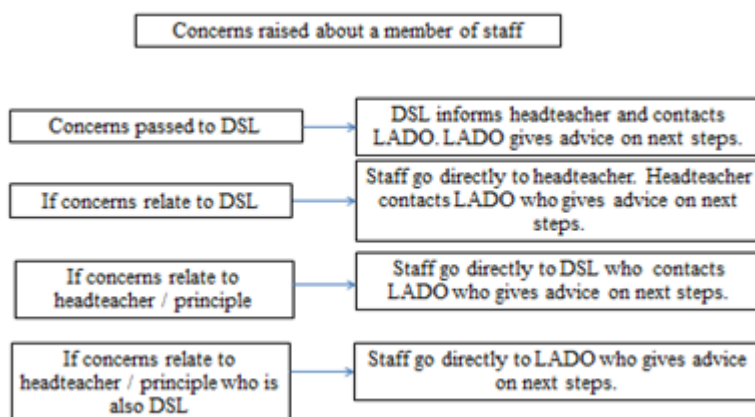 Concerns raised about a member of staff
Concerns passed to DSL
DSL informs headteacher and contacts
LADO. LADO gives advice on next steps.
If concerns relate to DSL
Staff go directly to headteacher. Headteacher
contacts LADO who gives advice on next
steps.
If concerns relate to
headteacher / principle
Staff go directly to DSL who contacts
LADO who gives advice on next steps.
If concerns relate to
headteacher / principle who is
also DSL
Staff go directly to LADO who gives advice
on next steps.